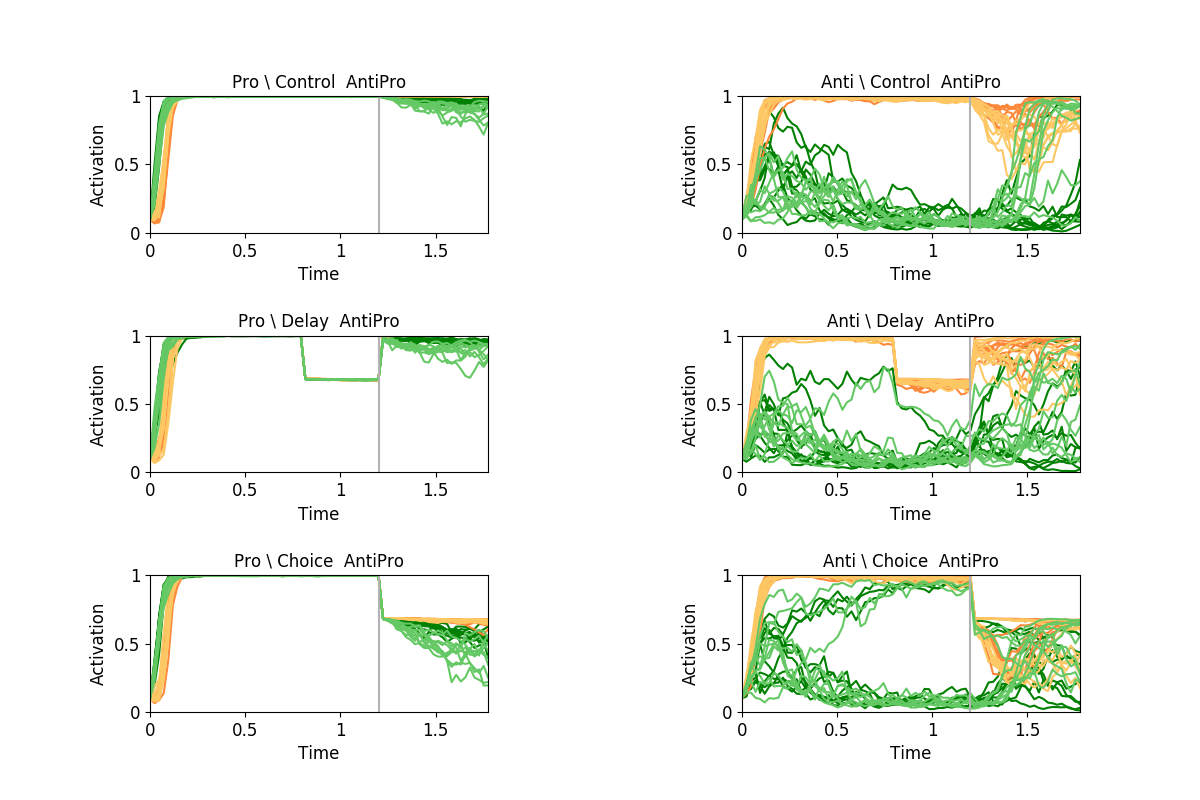 Pro \ Control  AntiPro
Activation
1
0.5
0
0
0.5
1
1.5
Time
Anti \ Control  AntiPro
Activation
1
0.5
0
0
0.5
1
1.5
Time
Pro \ Delay  AntiPro
Activation
1
0.5
0
0
0.5
1
1.5
Time
Anti \ Delay  AntiPro
Activation
1
0.5
0
0
0.5
1
1.5
Time
Pro \ Choice  AntiPro
Activation
1
0.5
0
0
0.5
1
1.5
Time
Anti \ Choice  AntiPro
Activation
1
0.5
0
0
0.5
1
1.5
Time